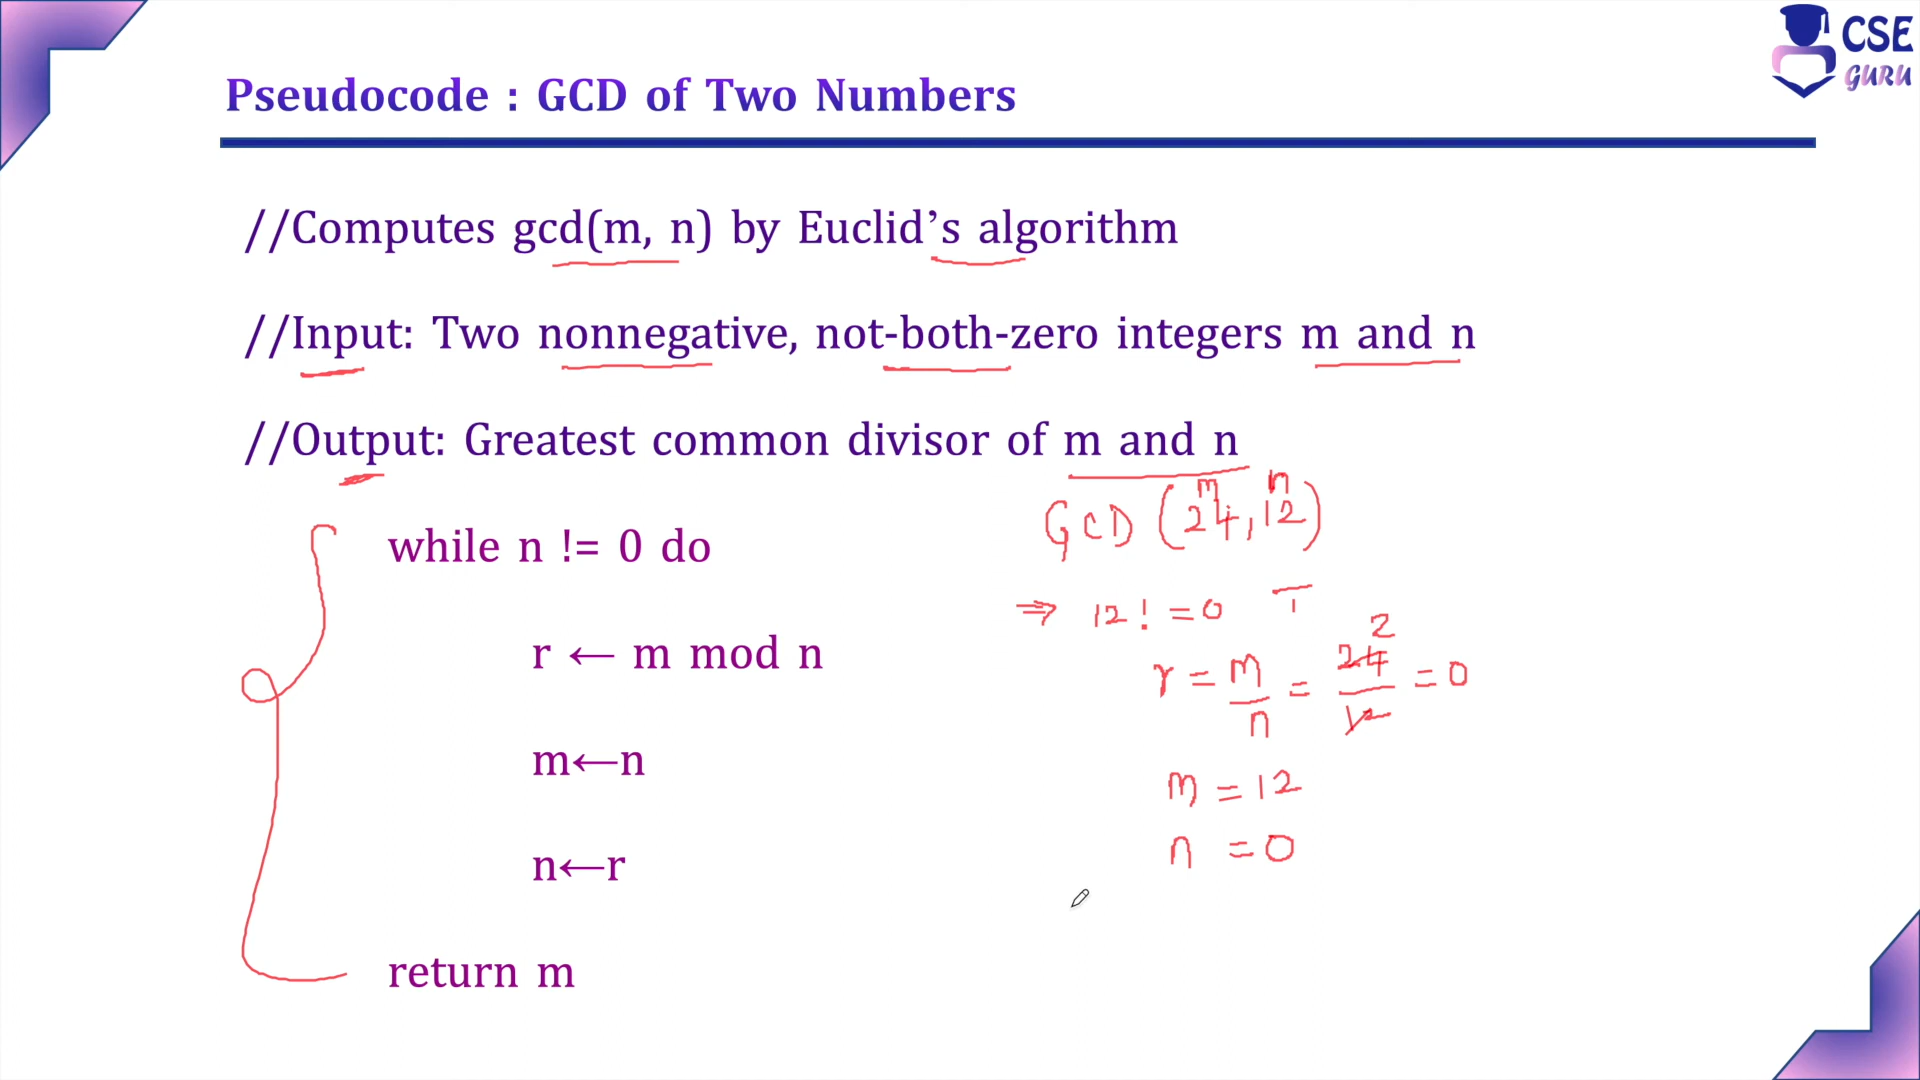 CSE
GURU
Pseudocode : GCD of Two Numbers
//Computes gcd(m, n) by Euclid’s algorithm
//Input: Two nonnegative, not-both-zero integers m and n
//Output: Greatest common divisor of m and n
m n
GCD (24, 12)
while n != 0 do
⇒ 12 ! = 0 T
r ← m mod n
2
r = m/n = 24/12 = 0
m←n
m = 12
n←r
n = 0
return m